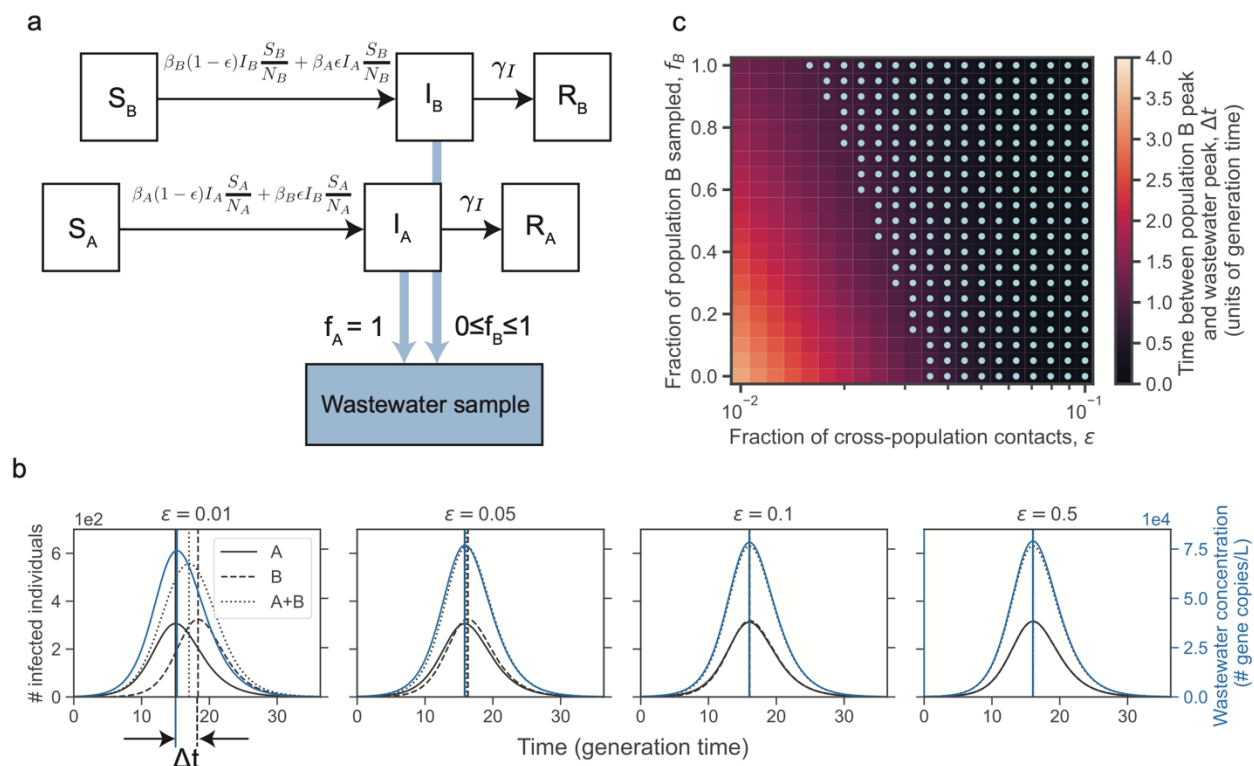 a
β_B(1 − ϵ)I_B S_B/N_B + β_A ϵ I_A S_B/N_B
S_B
I_B
γ_I
R_B
β_A(1 − ϵ)I_A S_A/N_A + β_B ϵ I_B S_A/N_A
S_A
I_A
γ_I
R_A
f_A = 1
0≤f_B≤1
Wastewater sample
c
Fraction of population B sampled, f_B
1.0
0.8
0.6
0.4
0.2
0.0
10⁻²
10⁻¹
Fraction of cross-population contacts, ε
4.0
3.5
3.0
2.5
2.0
1.5
1.0
0.5
0.0
Time between population B peak
and wastewater peak, Δt
(units of generation time)
b
# infected individuals
1e2
6
4
2
0
ε = 0.01
A
B
A+B
0 10 20 30
Δt
ε = 0.05
0 10 20 30
ε = 0.1
0 10 20 30
ε = 0.5
0 10 20 30
1e4
7.5
5.0
2.5
0.0
Wastewater concentration
(# gene copies/L)
Time (generation time)